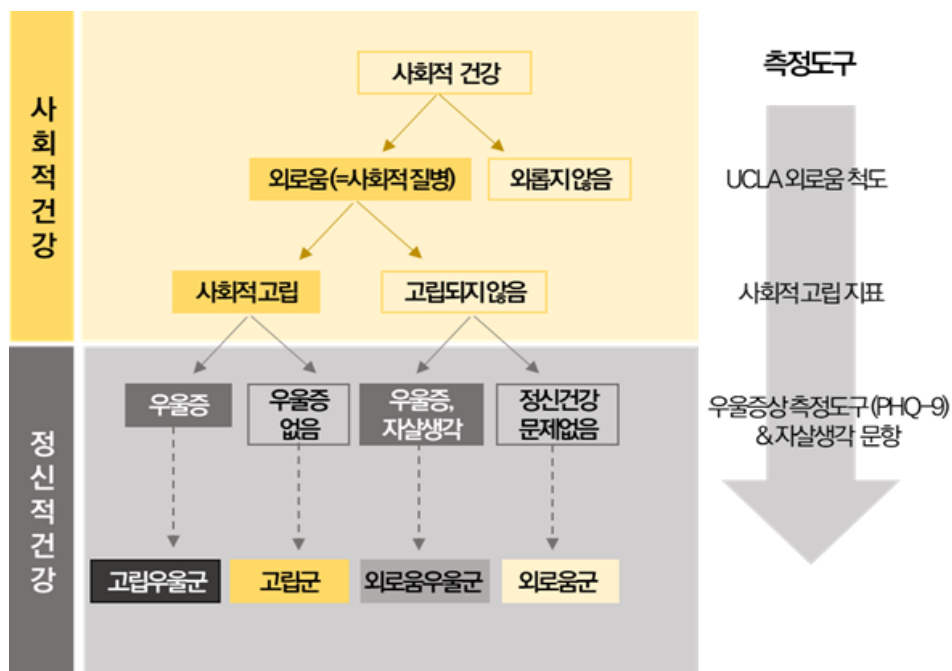 사회적건강
사회적 건강
측정도구
외로움(=사회적 질병)
외롭지 않음
UCLA 외로움 척도
사회적 고립
고립되지 않음
사회적 고립 지표
정신적건강
우울증
우울증
없음
우울증,
자살생각
정신건강
문제없음
우울증상 측정도구(PHQ-9)
& 자살생각 문항
고립우울군
고립군
외로움우울군
외로움군